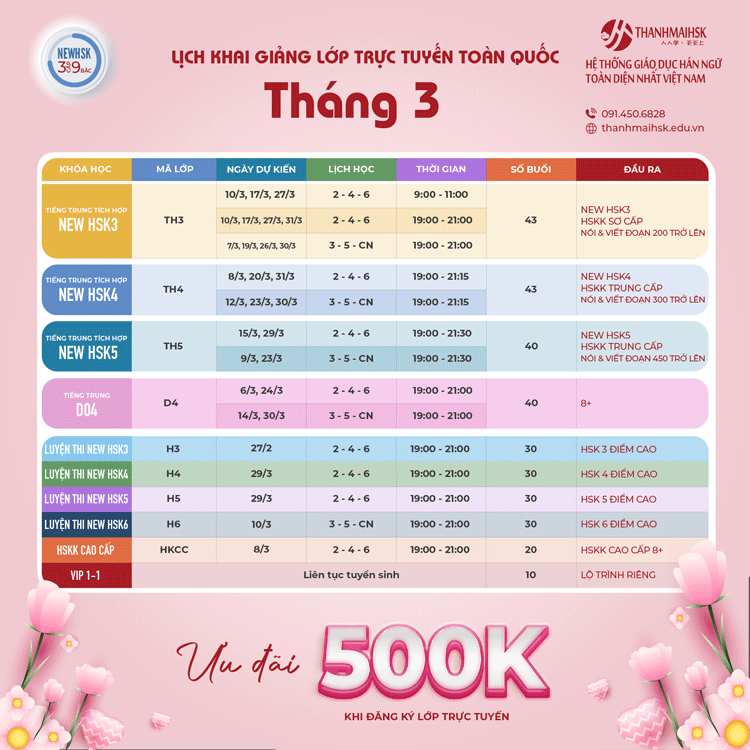 NEWHSK
3 BẬC
9 BẬC
LỊCH KHAI GIẢNG LỚP TRỰC TUYẾN TOÀN QUỐC
Tháng 3
THANHMAIHSK
人人学·天天上
HỆ THỐNG GIÁO DỤC HÁN NGỮ
TOÀN DIỆN NHẤT VIỆT NAM
091.450.6828
thanhmaihsk.edu.vn
KHÓA HỌC MÃ LỚP NGÀY DỰ KIẾN LỊCH HỌC THỜI GIAN SỐ BUỔI ĐẦU RA
TIẾNG TRUNG TÍCH HỢP
NEW HSK3
TH3
10/3, 17/3, 27/3 2 - 4 - 6 9:00 - 11:00
10/3, 17/3, 27/3, 31/3 2 - 4 - 6 19:00 - 21:00
7/3, 19/3, 26/3, 30/3 3 - 5 - CN 19:00 - 21:00
43
NEW HSK3
HSKK SƠ CẤP
NÓI & VIẾT ĐOẠN 200 TRỞ LÊN
TIẾNG TRUNG TÍCH HỢP
NEW HSK4
TH4
8/3, 20/3, 31/3 2 - 4 - 6 19:00 - 21:15
12/3, 23/3, 30/3 3 - 5 - CN 19:00 - 21:15
43
NEW HSK4
HSKK TRUNG CẤP
NÓI & VIẾT ĐOẠN 300 TRỞ LÊN
TIẾNG TRUNG TÍCH HỢP
NEW HSK5
TH5
15/3, 29/3 2 - 4 - 6 19:00 - 21:30
9/3, 23/3 3 - 5 - CN 19:00 - 21:30
40
NEW HSK5
HSKK TRUNG CẤP
NÓI & VIẾT ĐOẠN 450 TRỞ LÊN
TIẾNG TRUNG
D04
D4
6/3, 24/3 2 - 4 - 6 19:00 - 21:00
14/3, 30/3 3 - 5 - CN 19:00 - 21:00
40
8+
LUYỆN THI NEW HSK3 H3 27/2 2 - 4 - 6 19:00 - 21:00 30 HSK 3 ĐIỂM CAO
LUYỆN THI NEW HSK4 H4 29/3 2 - 4 - 6 19:00 - 21:00 30 HSK 4 ĐIỂM CAO
LUYỆN THI NEW HSK5 H5 29/3 2 - 4 - 6 19:00 - 21:00 30 HSK 5 ĐIỂM CAO
LUYỆN THI NEW HSK6 H6 10/3 3 - 5 - CN 19:00 - 21:00 30 HSK 6 ĐIỂM CAO
HSKK CAO CẤP HKCC 8/3 2 - 4 - 6 19:00 - 21:00 20 HSKK CAO CẤP 8+
VIP 1-1 Liên tục tuyển sinh 10 LỘ TRÌNH RIÊNG
Ưu đãi 500K
KHI ĐĂNG KÝ LỚP TRỰC TUYẾN